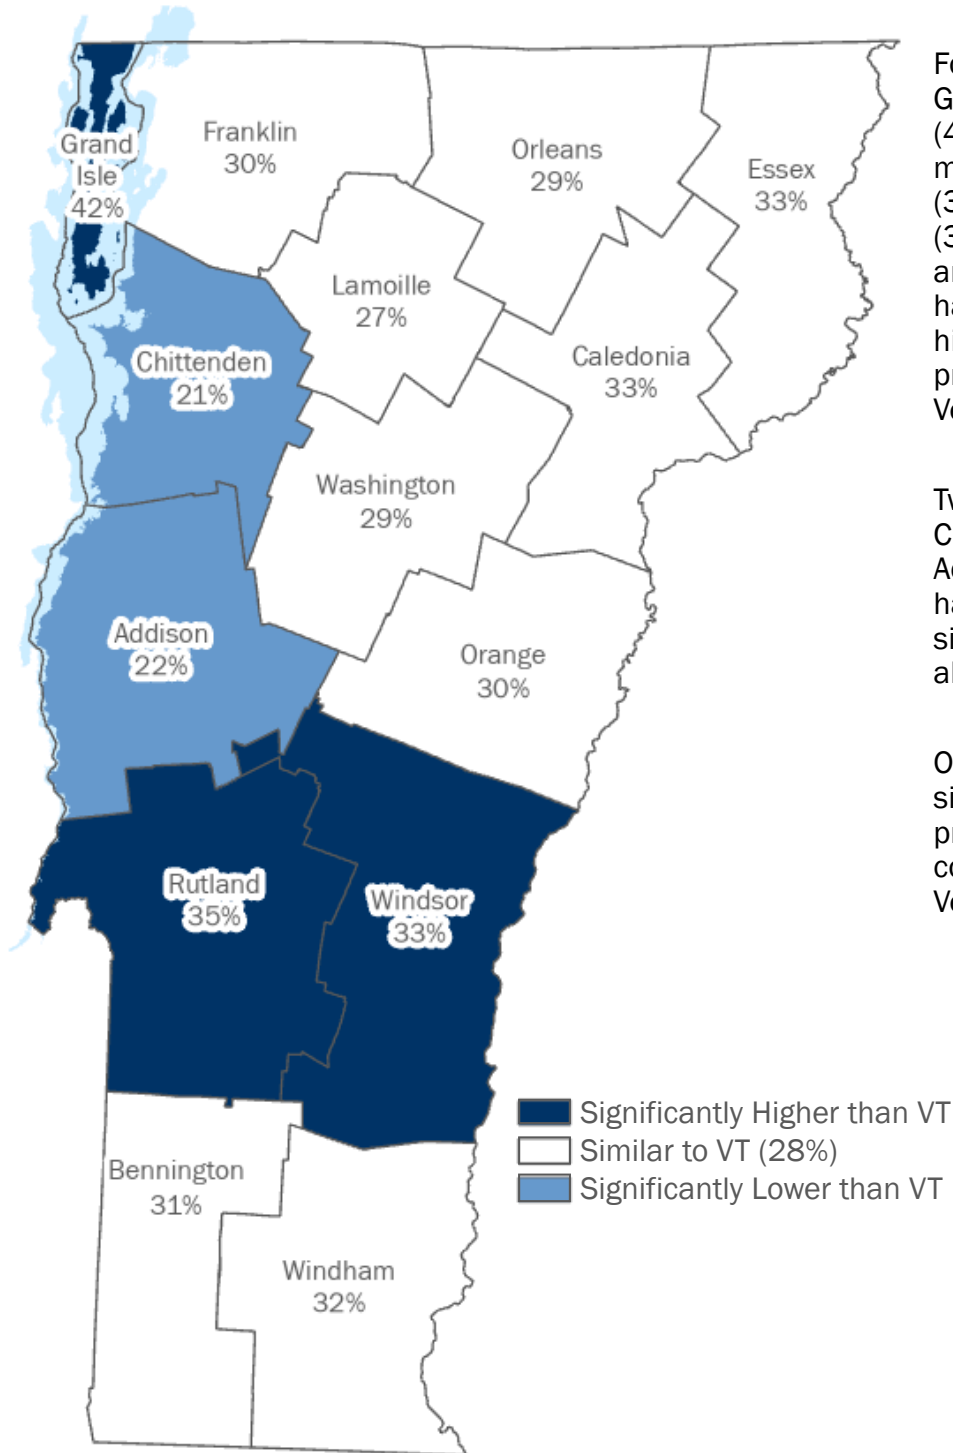 Grand
Isle
42%
Franklin
30%
Orleans
29%
Essex
33%
Lamoille
27%
Chittenden
21%
Caledonia
33%
Washington
29%
Addison
22%
Orange
30%
Rutland
35%
Windsor
33%
Bennington
31%
Windham
32%
Significantly Higher than VT
Similar to VT (28%)
Significantly Lower than VT